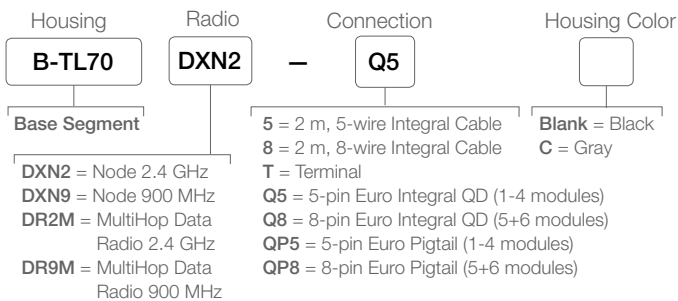 Housing
Radio
Connection
Housing Color
B-TL70
DXN2
–
Q5
Base Segment
DXN2 = Node 2.4 GHz
DXN9 = Node 900 MHz
DR2M = MultiHop Data
Radio 2.4 GHz
DR9M = MultiHop Data
Radio 900 MHz
5 = 2 m, 5-wire Integral Cable
8 = 2 m, 8-wire Integral Cable
T = Terminal
Q5 = 5-pin Euro Integral QD (1-4 modules)
Q8 = 8-pin Euro Integral QD (5+6 modules)
QP5 = 5-pin Euro Pigtail (1-4 modules)
QP8 = 8-pin Euro Pigtail (5+6 modules)
Blank = Black
C = Gray